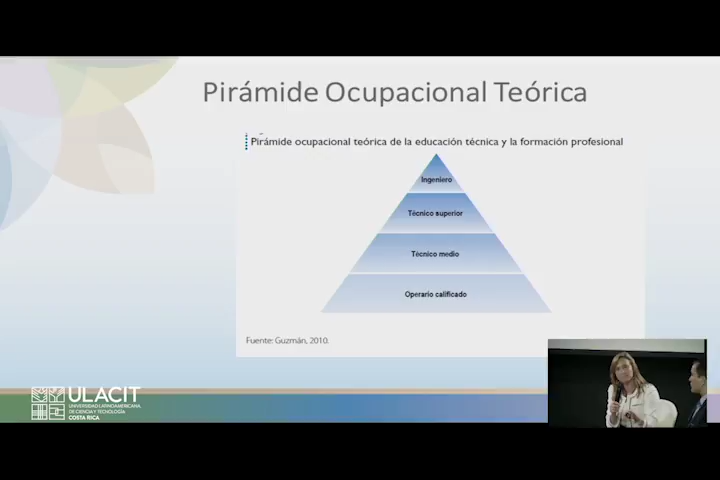 Pirámide Ocupacional Teórica
Pirámide ocupacional teórica de la educación técnica y la formación profesional
Ingeniero
Técnico superior
Técnico medio
Operario calificado
Fuente: Guzmán, 2010.
ULACIT
UNIVERSIDAD LATINOAMERICANA
DE CIENCIA Y TECNOLOGÍA
COSTA RICA